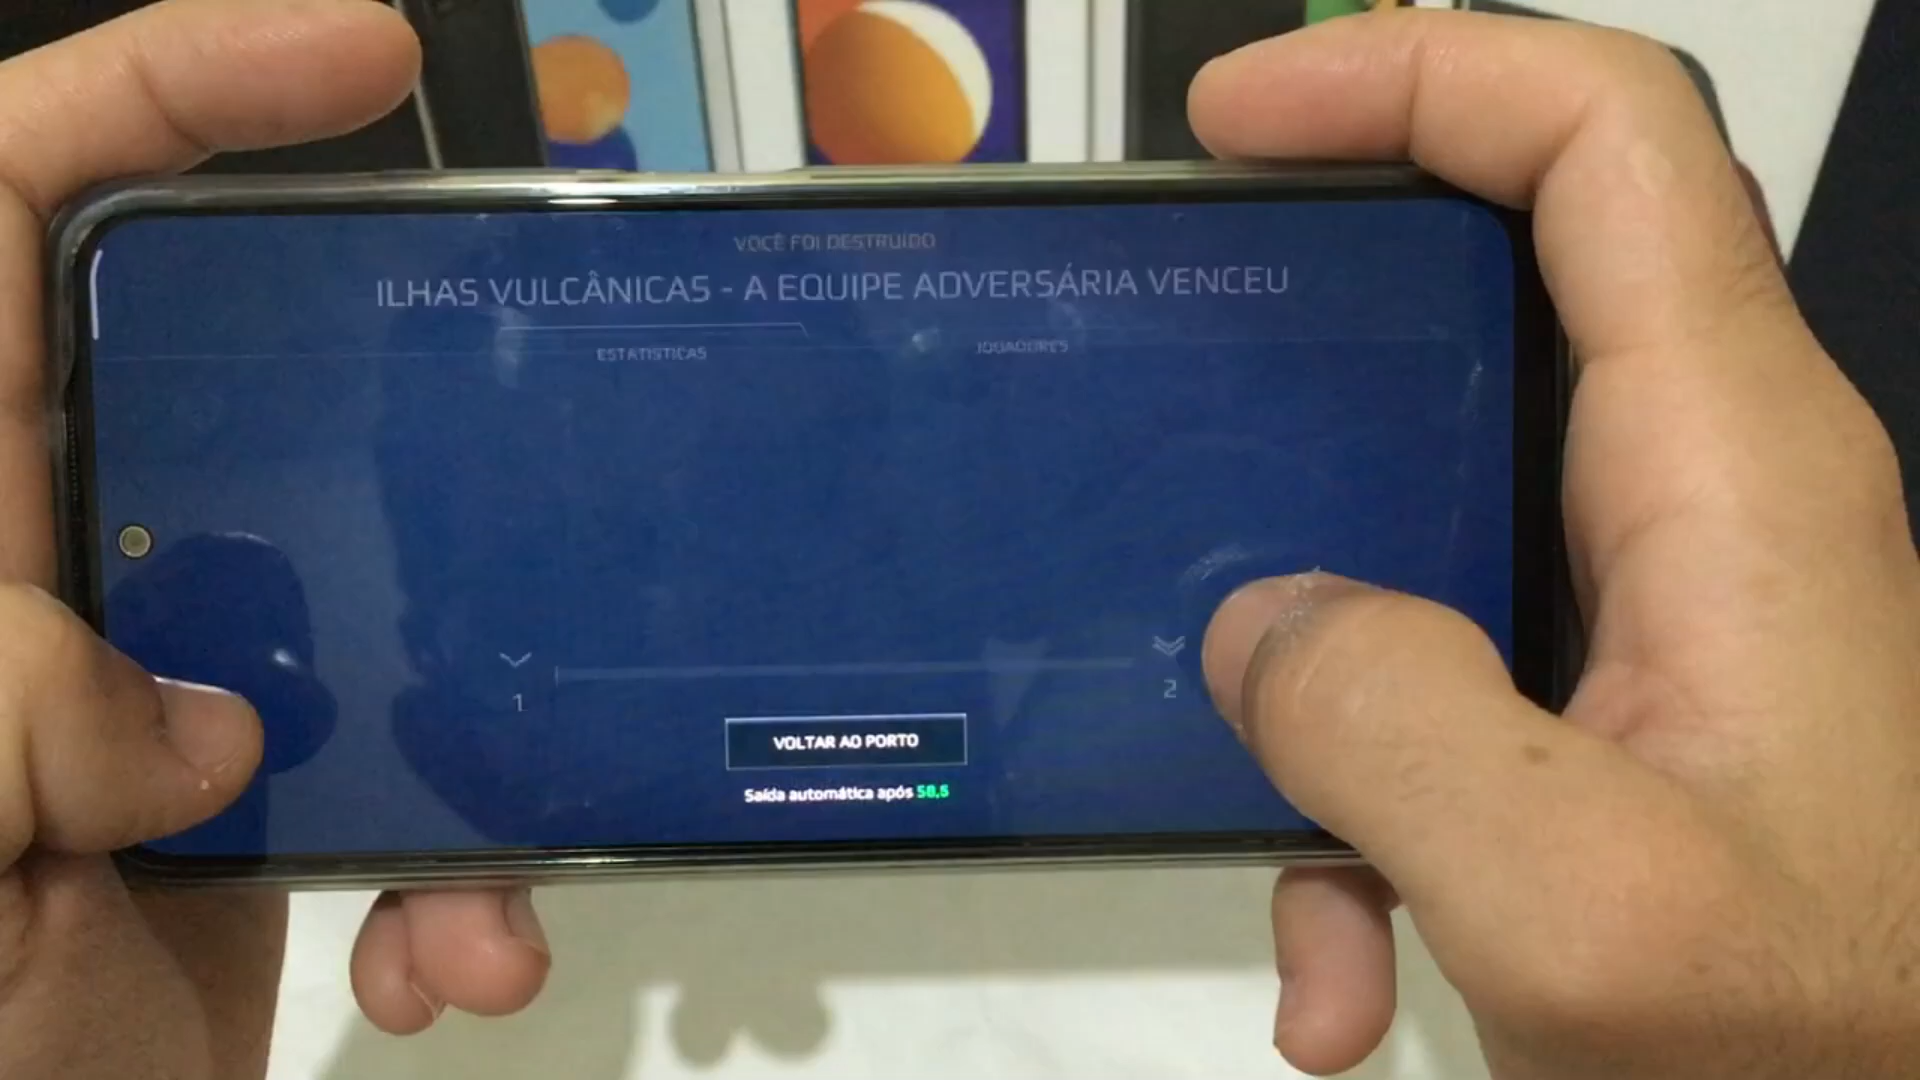 VOCÊ FOI DESTRUÍDO
ILHAS VULCÂNICAS - A EQUIPE ADVERSÁRIA VENCEU
ESTATÍSTICAS
JOGADORES
1
2
VOLTAR AO PORTO
Saída automática após 58,5